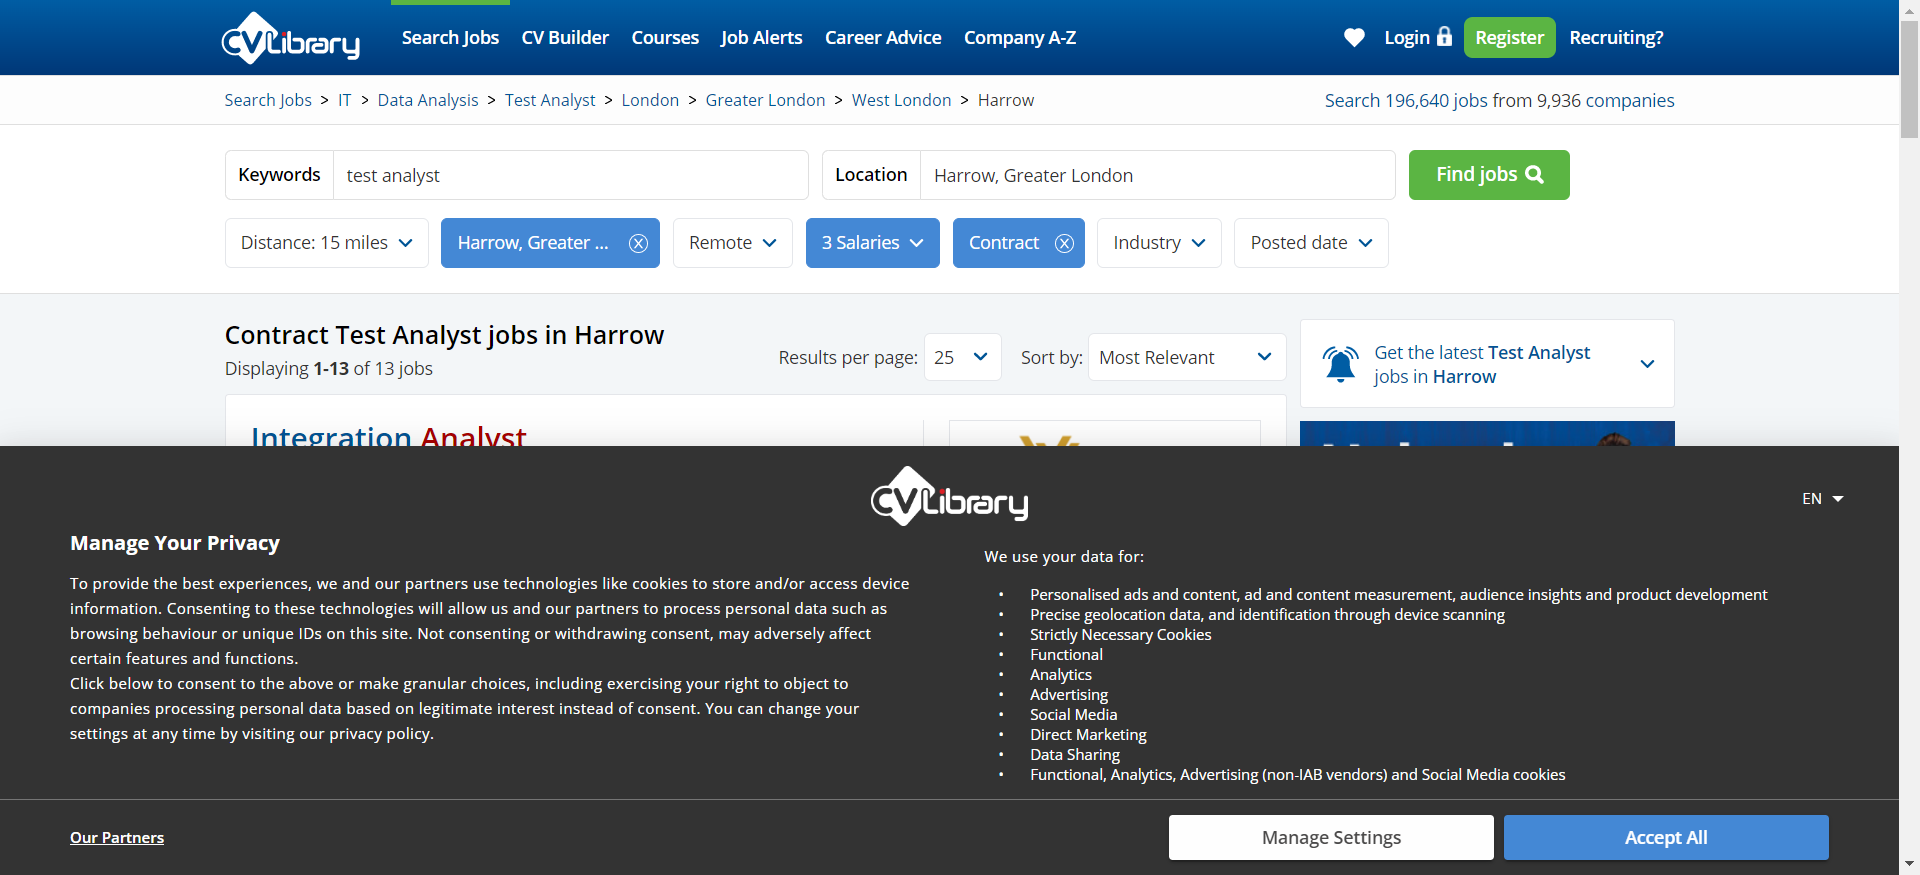 CVLibrary
Search Jobs CV Builder Courses Job Alerts Career Advice Company A-Z Login Register Recruiting?
Search Jobs > IT > Data Analysis > Test Analyst > London > Greater London > West London > Harrow
Search 196,640 jobs from 9,936 companies
Keywords test analyst Location Harrow, Greater London Find jobs
Distance: 15 miles Harrow, Greater ... Remote 3 Salaries Contract Industry Posted date
Contract Test Analyst jobs in Harrow
Displaying 1-13 of 13 jobs
Results per page: 25 Sort by: Most Relevant
Get the latest Test Analyst
jobs in Harrow
Integration Analyst
CVLibrary
EN
Manage Your Privacy
To provide the best experiences, we and our partners use technologies like cookies to store and/or access device
information. Consenting to these technologies will allow us and our partners to process personal data such as
browsing behaviour or unique IDs on this site. Not consenting or withdrawing consent, may adversely affect
certain features and functions.
Click below to consent to the above or make granular choices, including exercising your right to object to
companies processing personal data based on legitimate interest instead of consent. You can change your
settings at any time by visiting our privacy policy.
We use your data for:
• Personalised ads and content, ad and content measurement, audience insights and product development
• Precise geolocation data, and identification through device scanning
• Strictly Necessary Cookies
• Functional
• Analytics
• Advertising
• Social Media
• Direct Marketing
• Data Sharing
• Functional, Analytics, Advertising (non-IAB vendors) and Social Media cookies
Our Partners
Manage Settings
Accept All